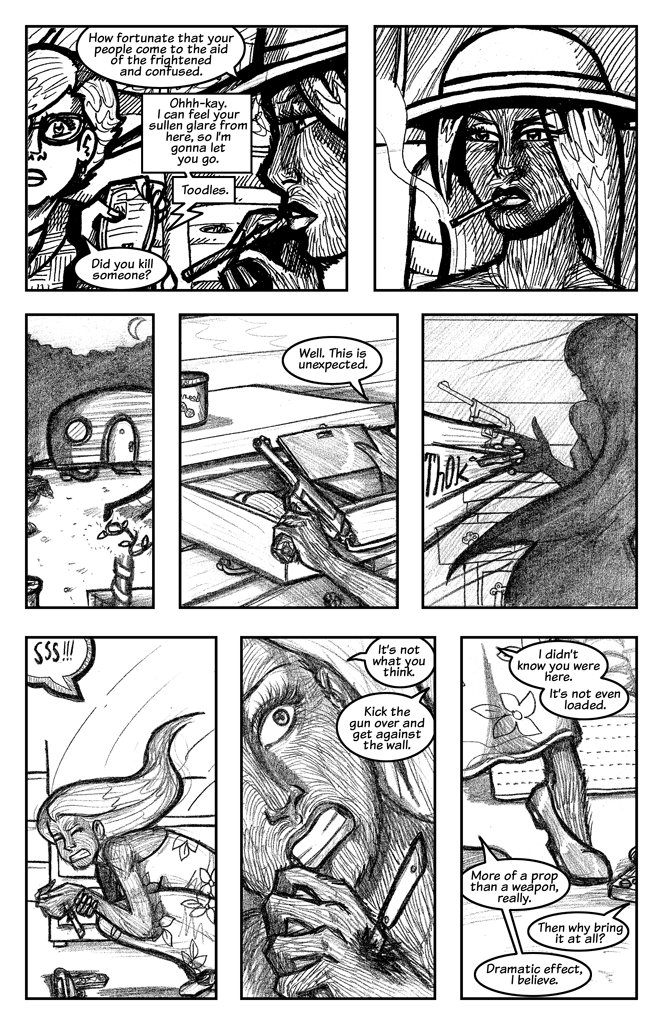 How fortunate that your
people come to the aid
of the frightened
and confused.
Ohhh-kay.
I can feel your
sullen glare from
here, so I'm
gonna let
you go.
Toodles.
Did you kill
someone?
Well. This is
unexpected.
THOK
SSS!!!
It's not
what you
think.
Kick the
gun over and
get against
the wall.
I didn't
know you were
here.
It's not even
loaded.
More of a prop
than a weapon,
really.
Then why bring
it at all?
Dramatic effect,
I believe.